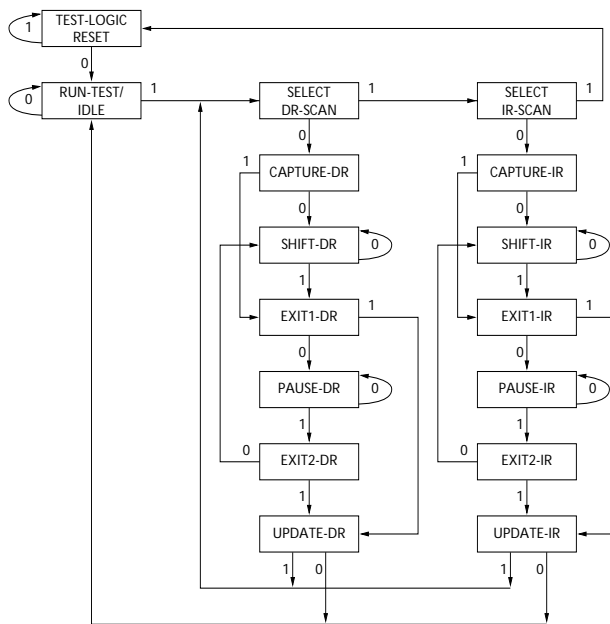 TEST-LOGIC
RESET
1
0
RUN-TEST/
IDLE
0
1
SELECT
DR-SCAN
1
SELECT
IR-SCAN
1
0
0
1
CAPTURE-DR
1
CAPTURE-IR
0
0
SHIFT-DR
0
SHIFT-IR
0
1
1
EXIT1-DR
1
EXIT1-IR
1
0
0
PAUSE-DR
0
PAUSE-IR
0
1
1
0
EXIT2-DR
0
EXIT2-IR
1
1
UPDATE-DR
UPDATE-IR
1
0
1
0